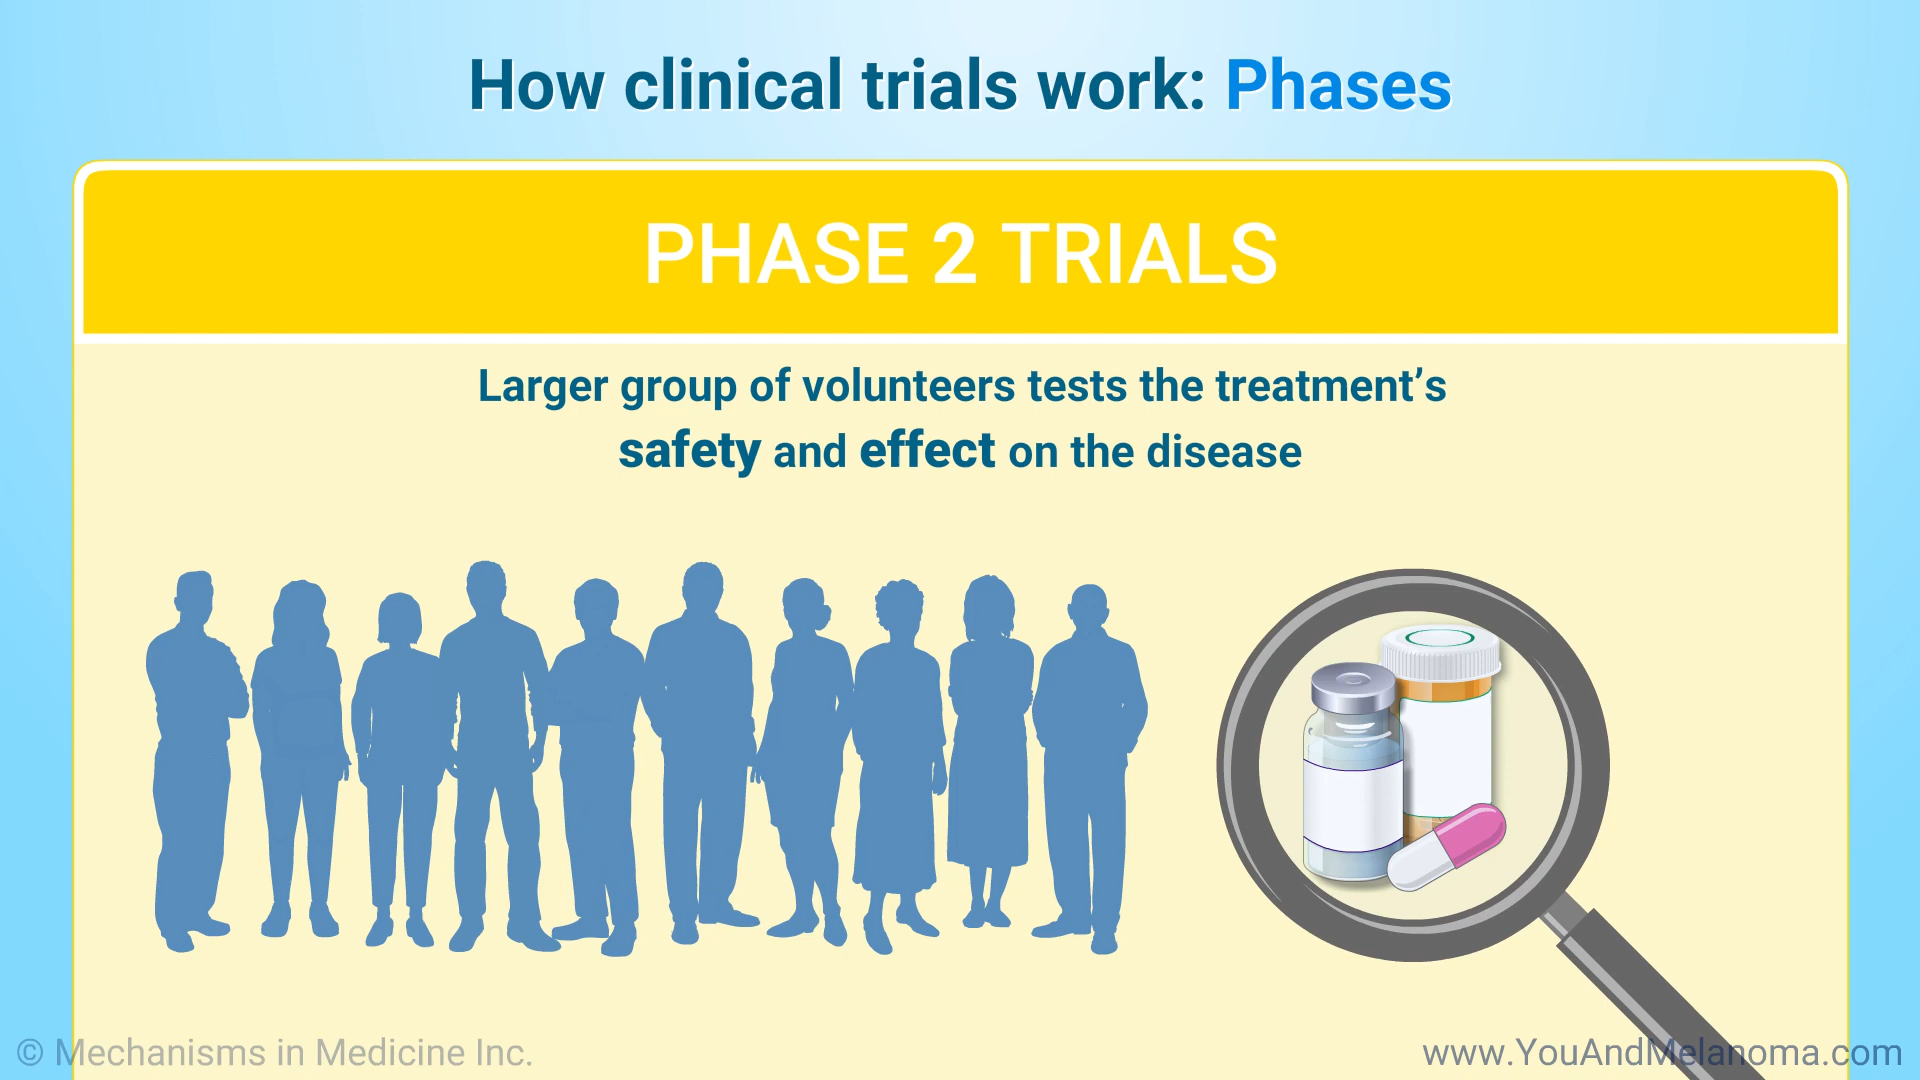 How clinical trials work: Phases
PHASE 2 TRIALS
Larger group of volunteers tests the treatment’s
safety and effect on the disease
© Mechanisms in Medicine Inc.
www.YouAndMelanoma.com